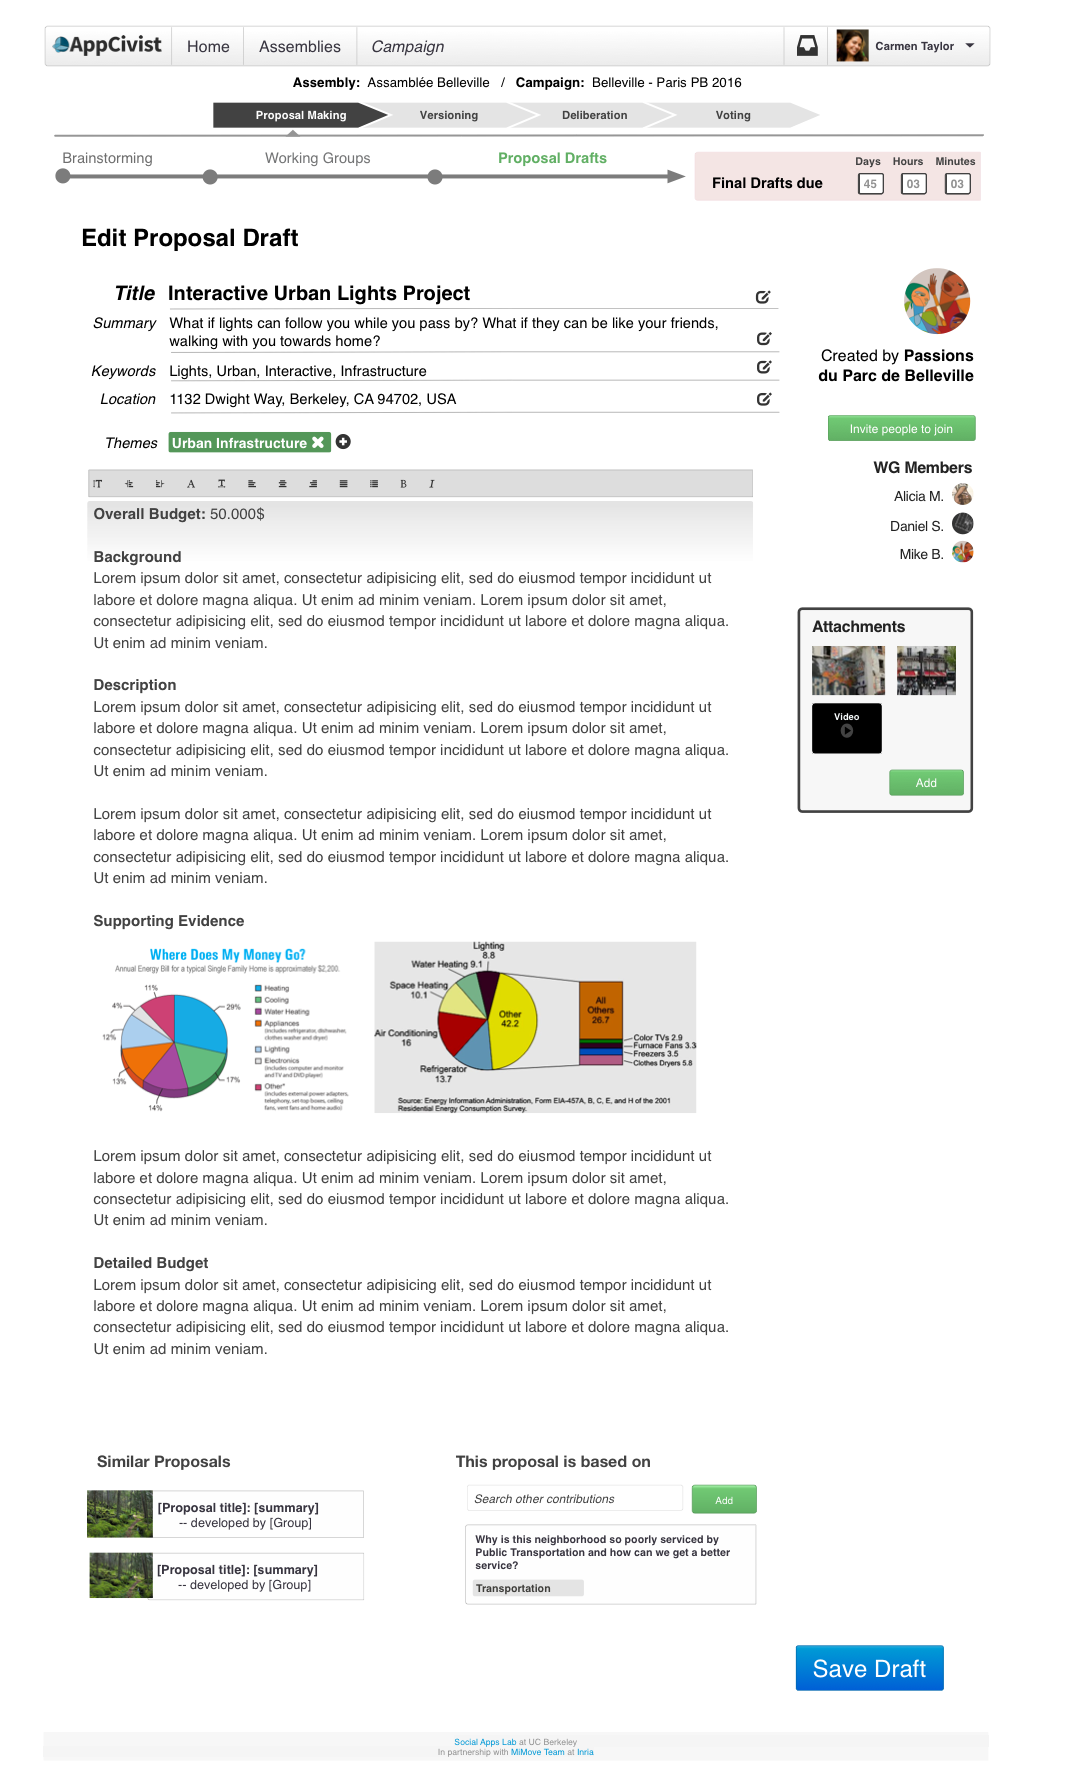 AppCivist Home Assemblies Campaign Carmen Taylor
Assembly: Assamblée Belleville / Campaign: Belleville - Paris PB 2016
Proposal Making Versioning Deliberation Voting
Brainstorming Working Groups Proposal Drafts
Days Hours Minutes
Final Drafts due 45 03 03
Edit Proposal Draft
Title Interactive Urban Lights Project
Summary What if lights can follow you while you pass by? What if they can be like your friends,
walking with you towards home?
Keywords Lights, Urban, Interactive, Infrastructure
Location 1132 Dwight Way, Berkeley, CA 94702, USA
Themes Urban Infrastructure
Created by Passions
du Parc de Belleville
Invite people to join
WG Members
Alicia M.
Daniel S.
Mike B.
Attachments
Video
Add
Overall Budget: 50.000$
Background
Lorem ipsum dolor sit amet, consectetur adipisicing elit, sed do eiusmod tempor incididunt ut
labore et dolore magna aliqua. Ut enim ad minim veniam. Lorem ipsum dolor sit amet,
consectetur adipisicing elit, sed do eiusmod tempor incididunt ut labore et dolore magna aliqua.
Ut enim ad minim veniam.
Description
Lorem ipsum dolor sit amet, consectetur adipisicing elit, sed do eiusmod tempor incididunt ut
labore et dolore magna aliqua. Ut enim ad minim veniam. Lorem ipsum dolor sit amet,
consectetur adipisicing elit, sed do eiusmod tempor incididunt ut labore et dolore magna aliqua.
Ut enim ad minim veniam.
Lorem ipsum dolor sit amet, consectetur adipisicing elit, sed do eiusmod tempor incididunt ut
labore et dolore magna aliqua. Ut enim ad minim veniam. Lorem ipsum dolor sit amet,
consectetur adipisicing elit, sed do eiusmod tempor incididunt ut labore et dolore magna aliqua.
Ut enim ad minim veniam.
Supporting Evidence
Where Does My Money Go?
Annual Energy Bill for a typical Single Family Home is approximately $2,200.
11%
4%
12%
13%
14%
17%
29%
Heating
Cooling
Water Heating
Appliances
(includes refrigerator, dishwasher,
clothes washer and dryer)
Lighting
Electronics
(includes computer and monitor
and TV and DVD player)
Other*
(includes external power adapters,
telephony, set-top boxes, ceiling
fans, vent fans and home audio)
Lighting
8.8
Water Heating 9.1
Space Heating
10.1
Air Conditioning
16
Refrigerator
13.7
Other
42.2
All
Others
26.7
Color TVs 2.9
Furnace Fans 3.3
Freezers 3.5
Clothes Dryers 5.8
Source: Energy Information Administration, Form EIA-457A, B, C, E, and H of the 2001
Residential Energy Consumption Survey.
Lorem ipsum dolor sit amet, consectetur adipisicing elit, sed do eiusmod tempor incididunt ut
labore et dolore magna aliqua. Ut enim ad minim veniam. Lorem ipsum dolor sit amet,
consectetur adipisicing elit, sed do eiusmod tempor incididunt ut labore et dolore magna aliqua.
Ut enim ad minim veniam.
Detailed Budget
Lorem ipsum dolor sit amet, consectetur adipisicing elit, sed do eiusmod tempor incididunt ut
labore et dolore magna aliqua. Ut enim ad minim veniam. Lorem ipsum dolor sit amet,
consectetur adipisicing elit, sed do eiusmod tempor incididunt ut labore et dolore magna aliqua.
Ut enim ad minim veniam.
Similar Proposals
[Proposal title]: [summary]
-- developed by [Group]
[Proposal title]: [summary]
-- developed by [Group]
This proposal is based on
Search other contributions Add
Why is this neighborhood so poorly serviced by
Public Transportation and how can we get a better
service?
Transportation
Save Draft
Social Apps Lab at UC Berkeley
In partnership with MiMove Team at Inria